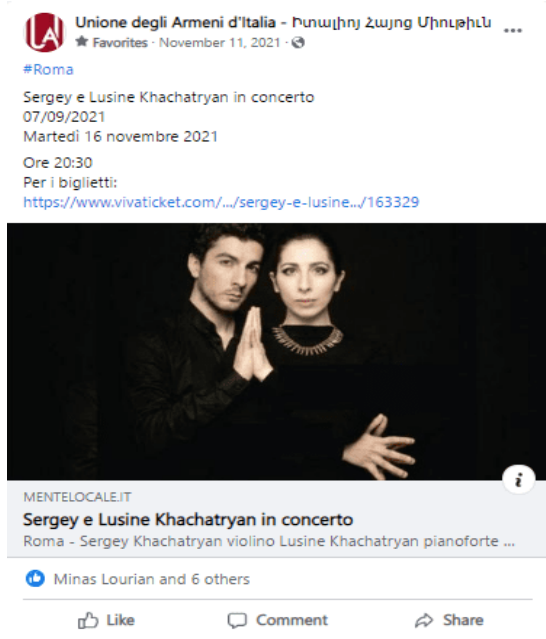 Unione degli Armeni d'Italia - Իտալիոյ Հայոց Միութիւն
Favorites · November 11, 2021 ·
#Roma
Sergey e Lusine Khachatryan in concerto
07/09/2021
Martedì 16 novembre 2021
Ore 20:30
Per i biglietti:
https://www.vivaticket.com/.../sergey-e-lusine.../163329
MENTELOCALE.IT
Sergey e Lusine Khachatryan in concerto
Roma - Sergey Khachatryan violino Lusine Khachatryan pianoforte ...
Minas Lourian and 6 others
Like Comment Share